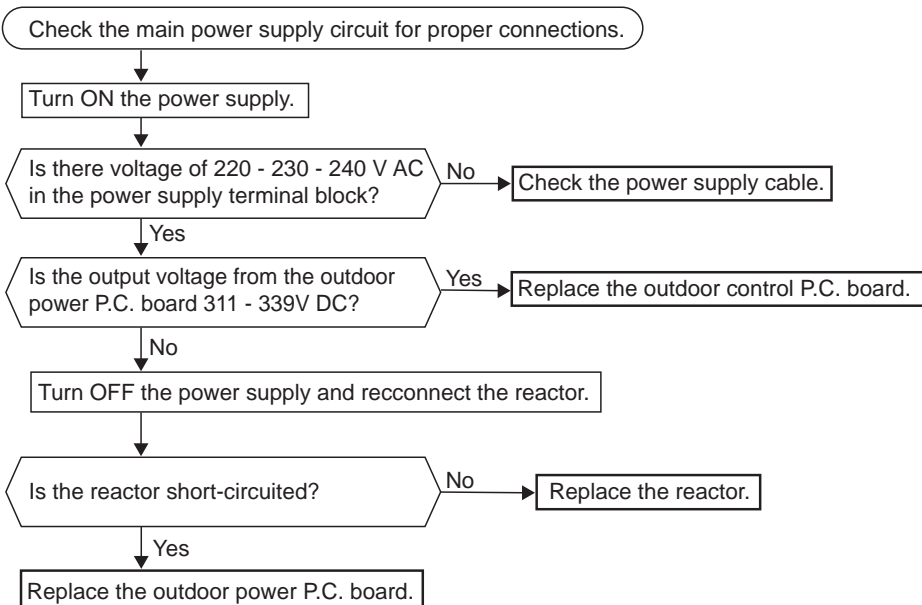 Check the main power supply circuit for proper connections.
Turn ON the power supply.
Is there voltage of 220 - 230 - 240 V AC
in the power supply terminal block?
No
Check the power supply cable.
Yes
Is the output voltage from the outdoor
power P.C. board 311 - 339V DC?
Yes
Replace the outdoor control P.C. board.
No
Turn OFF the power supply and recconnect the reactor.
Is the reactor short-circuited?
No
Replace the reactor.
Yes
Replace the outdoor power P.C. board.